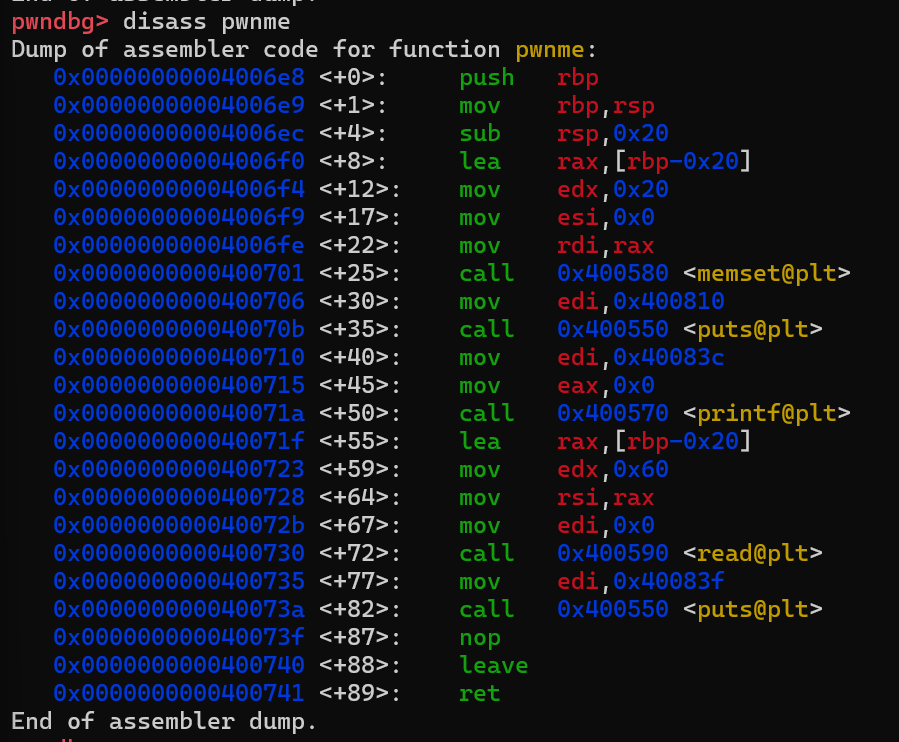 End of assembler dump.
pwndbg> disass pwnme
Dump of assembler code for function pwnme:
   0x00000000004006e8 <+0>:     push   rbp
   0x00000000004006e9 <+1>:     mov    rbp,rsp
   0x00000000004006ec <+4>:     sub    rsp,0x20
   0x00000000004006f0 <+8>:     lea    rax,[rbp-0x20]
   0x00000000004006f4 <+12>:    mov    edx,0x20
   0x00000000004006f9 <+17>:    mov    esi,0x0
   0x00000000004006fe <+22>:    mov    rdi,rax
   0x0000000000400701 <+25>:    call   0x400580 <memset@plt>
   0x0000000000400706 <+30>:    mov    edi,0x400810
   0x000000000040070b <+35>:    call   0x400550 <puts@plt>
   0x0000000000400710 <+40>:    mov    edi,0x40083c
   0x0000000000400715 <+45>:    mov    eax,0x0
   0x000000000040071a <+50>:    call   0x400570 <printf@plt>
   0x000000000040071f <+55>:    lea    rax,[rbp-0x20]
   0x0000000000400723 <+59>:    mov    edx,0x60
   0x0000000000400728 <+64>:    mov    rsi,rax
   0x000000000040072b <+67>:    mov    edi,0x0
   0x0000000000400730 <+72>:    call   0x400590 <read@plt>
   0x0000000000400735 <+77>:    mov    edi,0x40083f
   0x000000000040073a <+82>:    call   0x400550 <puts@plt>
   0x000000000040073f <+87>:    nop
   0x0000000000400740 <+88>:    leave
   0x0000000000400741 <+89>:    ret
End of assembler dump.